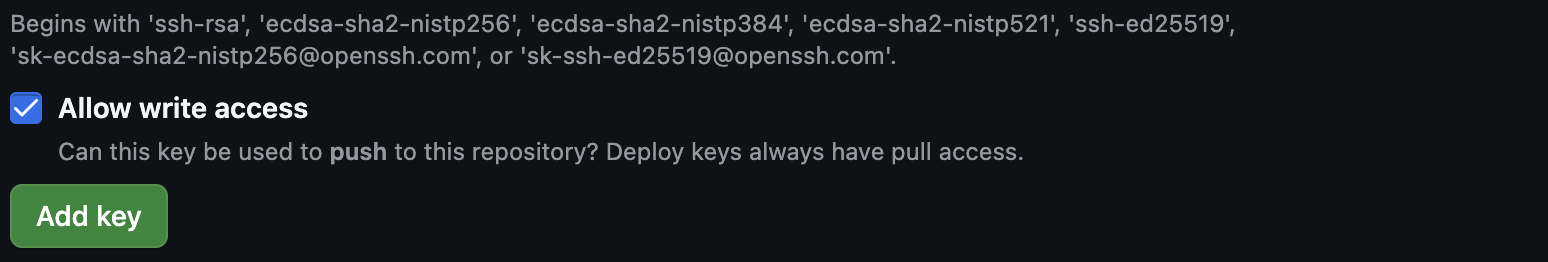 Begins with 'ssh-rsa', 'ecdsa-sha2-nistp256', 'ecdsa-sha2-nistp384', 'ecdsa-sha2-nistp521', 'ssh-ed25519',
'sk-ecdsa-sha2-nistp256@openssh.com', or 'sk-ssh-ed25519@openssh.com'.
Allow write access
Can this key be used to push to this repository? Deploy keys always have pull access.
Add key